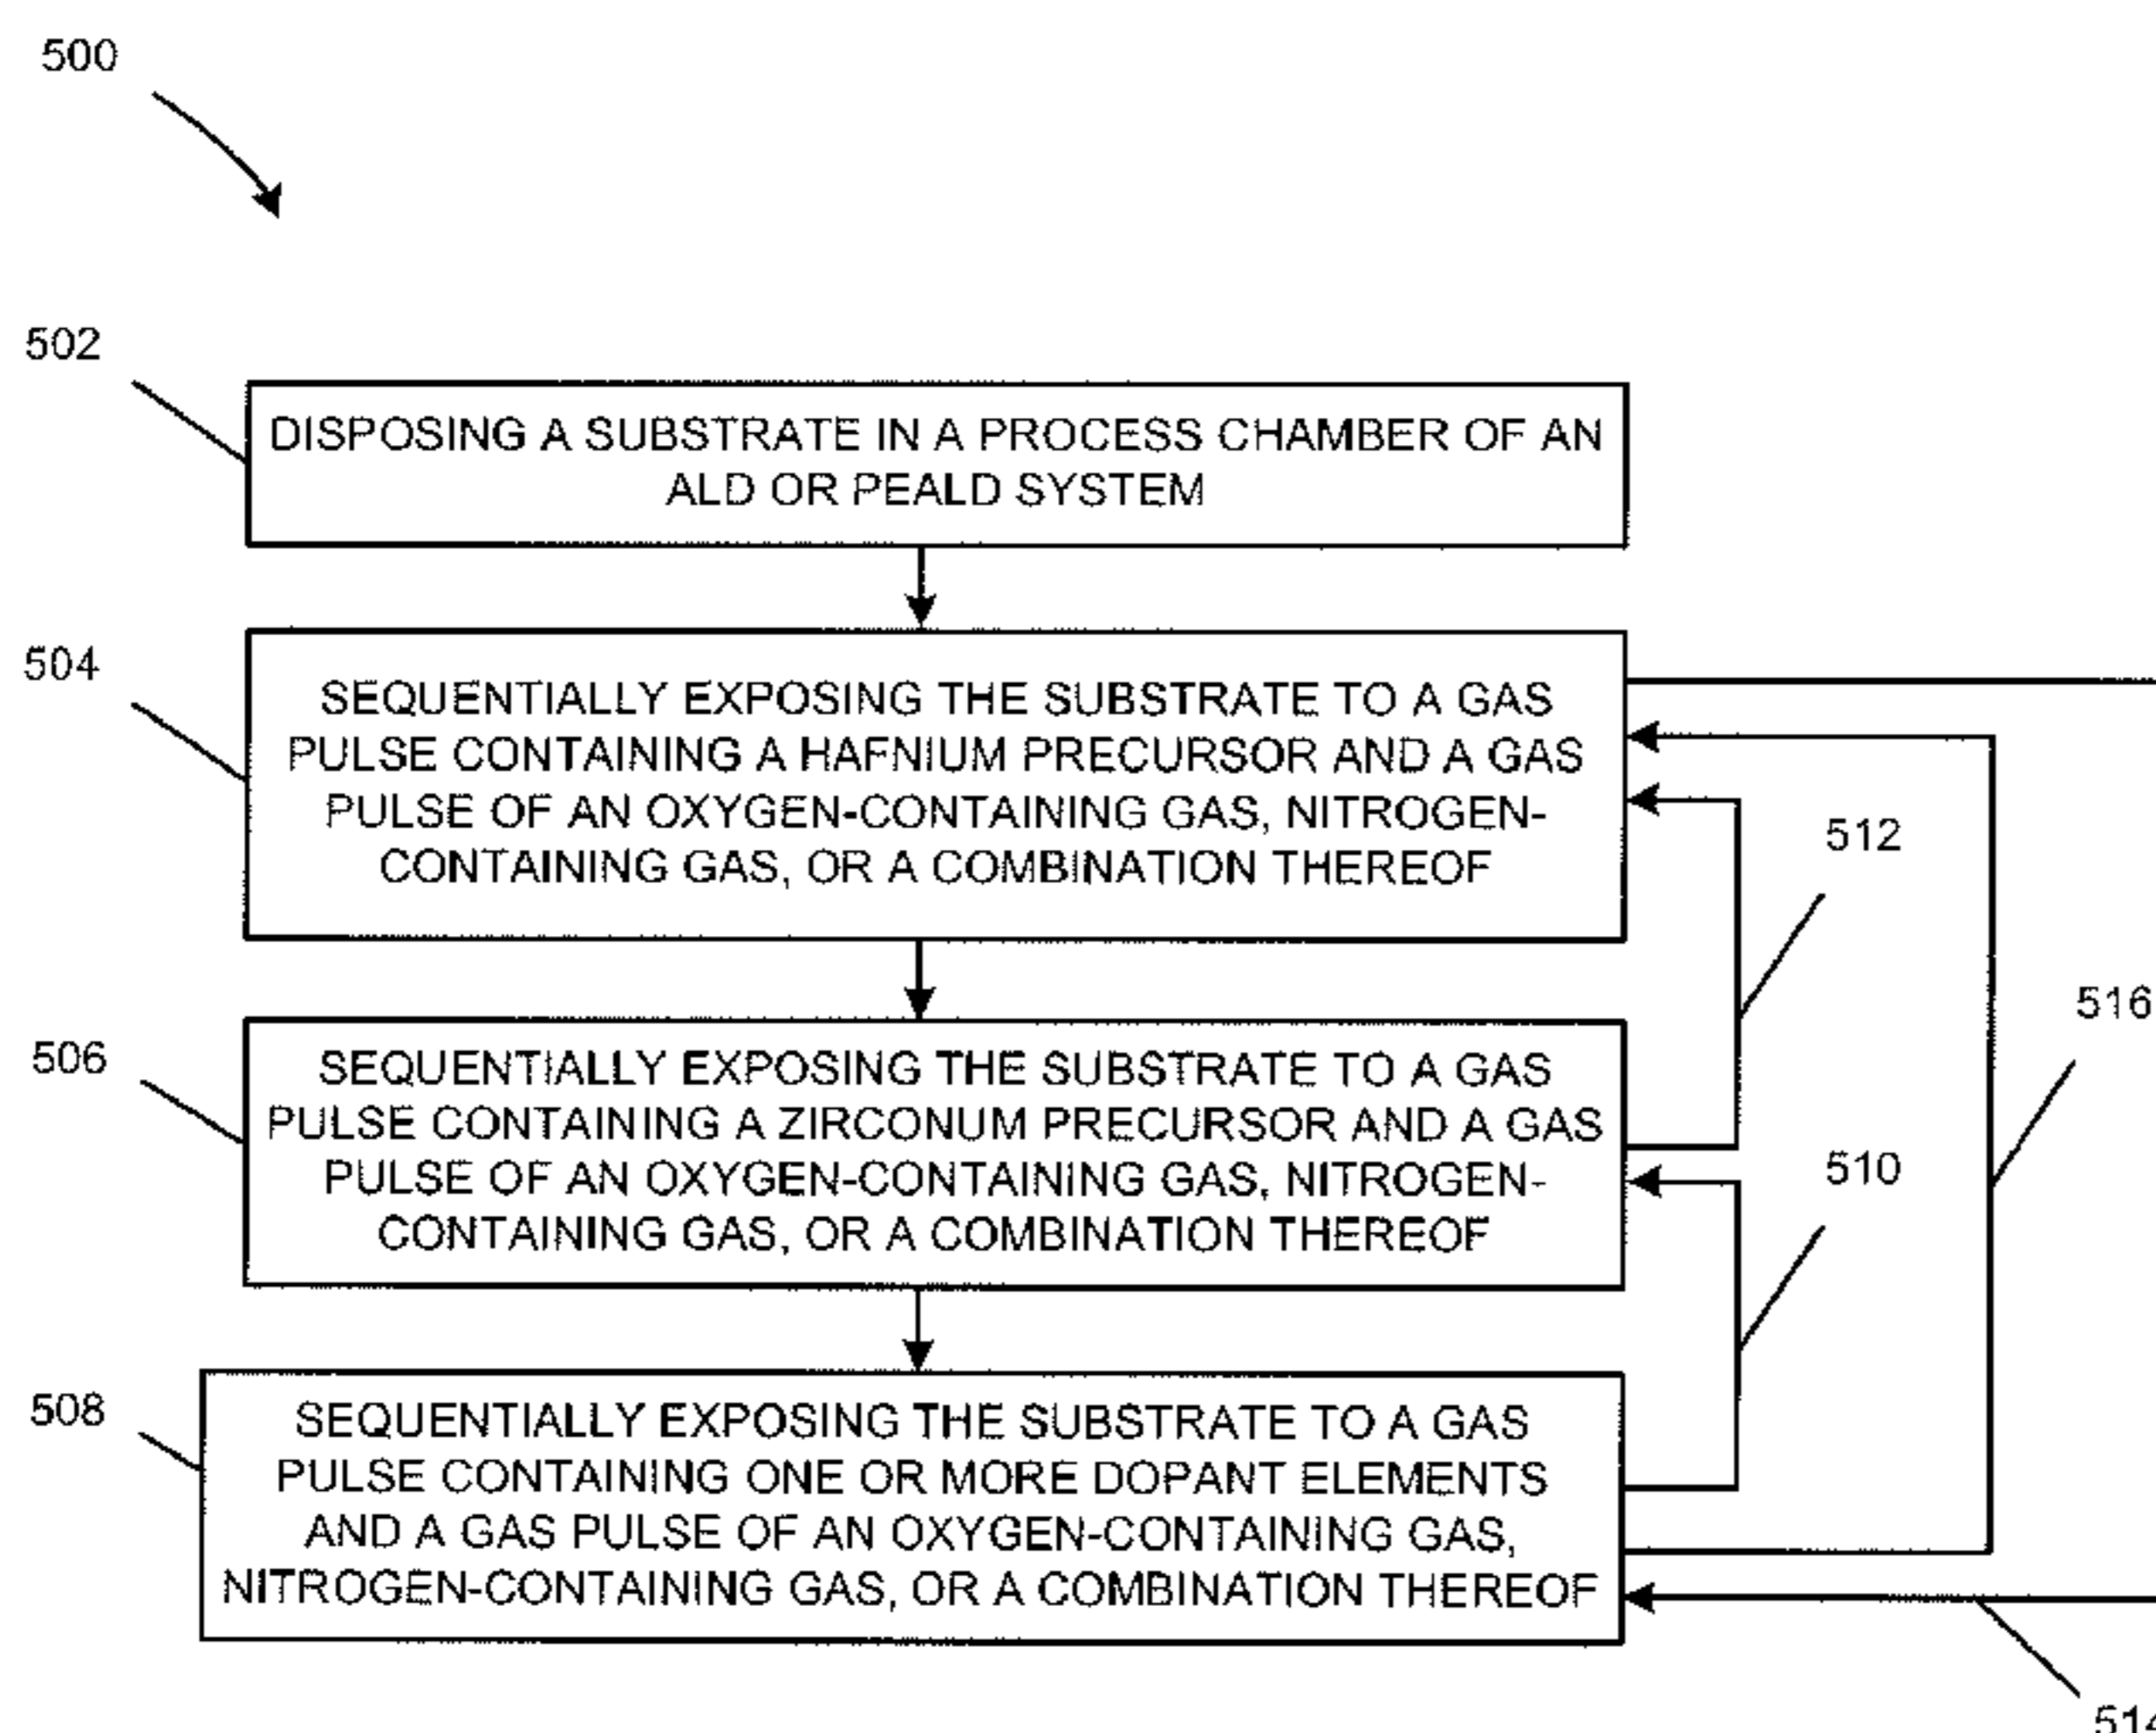 500
502
DISPOSING A SUBSTRATE IN A PROCESS CHAMBER OF AN
ALD OR PEALD SYSTEM
504
SEQUENTIALLY EXPOSING THE SUBSTRATE TO A GAS
PULSE CONTAINING A HAFNIUM PRECURSOR AND A GAS
PULSE OF AN OXYGEN-CONTAINING GAS, NITROGEN-
CONTAINING GAS, OR A COMBINATION THEREOF
512
516
506
SEQUENTIALLY EXPOSING THE SUBSTRATE TO A GAS
PULSE CONTAINING A ZIRCONUM PRECURSOR AND A GAS
PULSE OF AN OXYGEN-CONTAINING GAS, NITROGEN-
CONTAINING GAS, OR A COMBINATION THEREOF
510
508
SEQUENTIALLY EXPOSING THE SUBSTRATE TO A GAS
PULSE CONTAINING ONE OR MORE DOPANT ELEMENTS
AND A GAS PULSE OF AN OXYGEN-CONTAINING GAS,
NITROGEN-CONTAINING GAS, OR A COMBINATION THEREOF